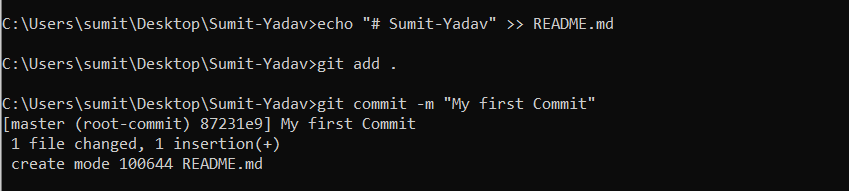 C:\Users\sumit\Desktop\Sumit-Yadav>echo "# Sumit-Yadav" >> README.md
C:\Users\sumit\Desktop\Sumit-Yadav>git add .
C:\Users\sumit\Desktop\Sumit-Yadav>git commit -m "My first Commit"
[master (root-commit) 87231e9] My first Commit
 1 file changed, 1 insertion(+)
 create mode 100644 README.md